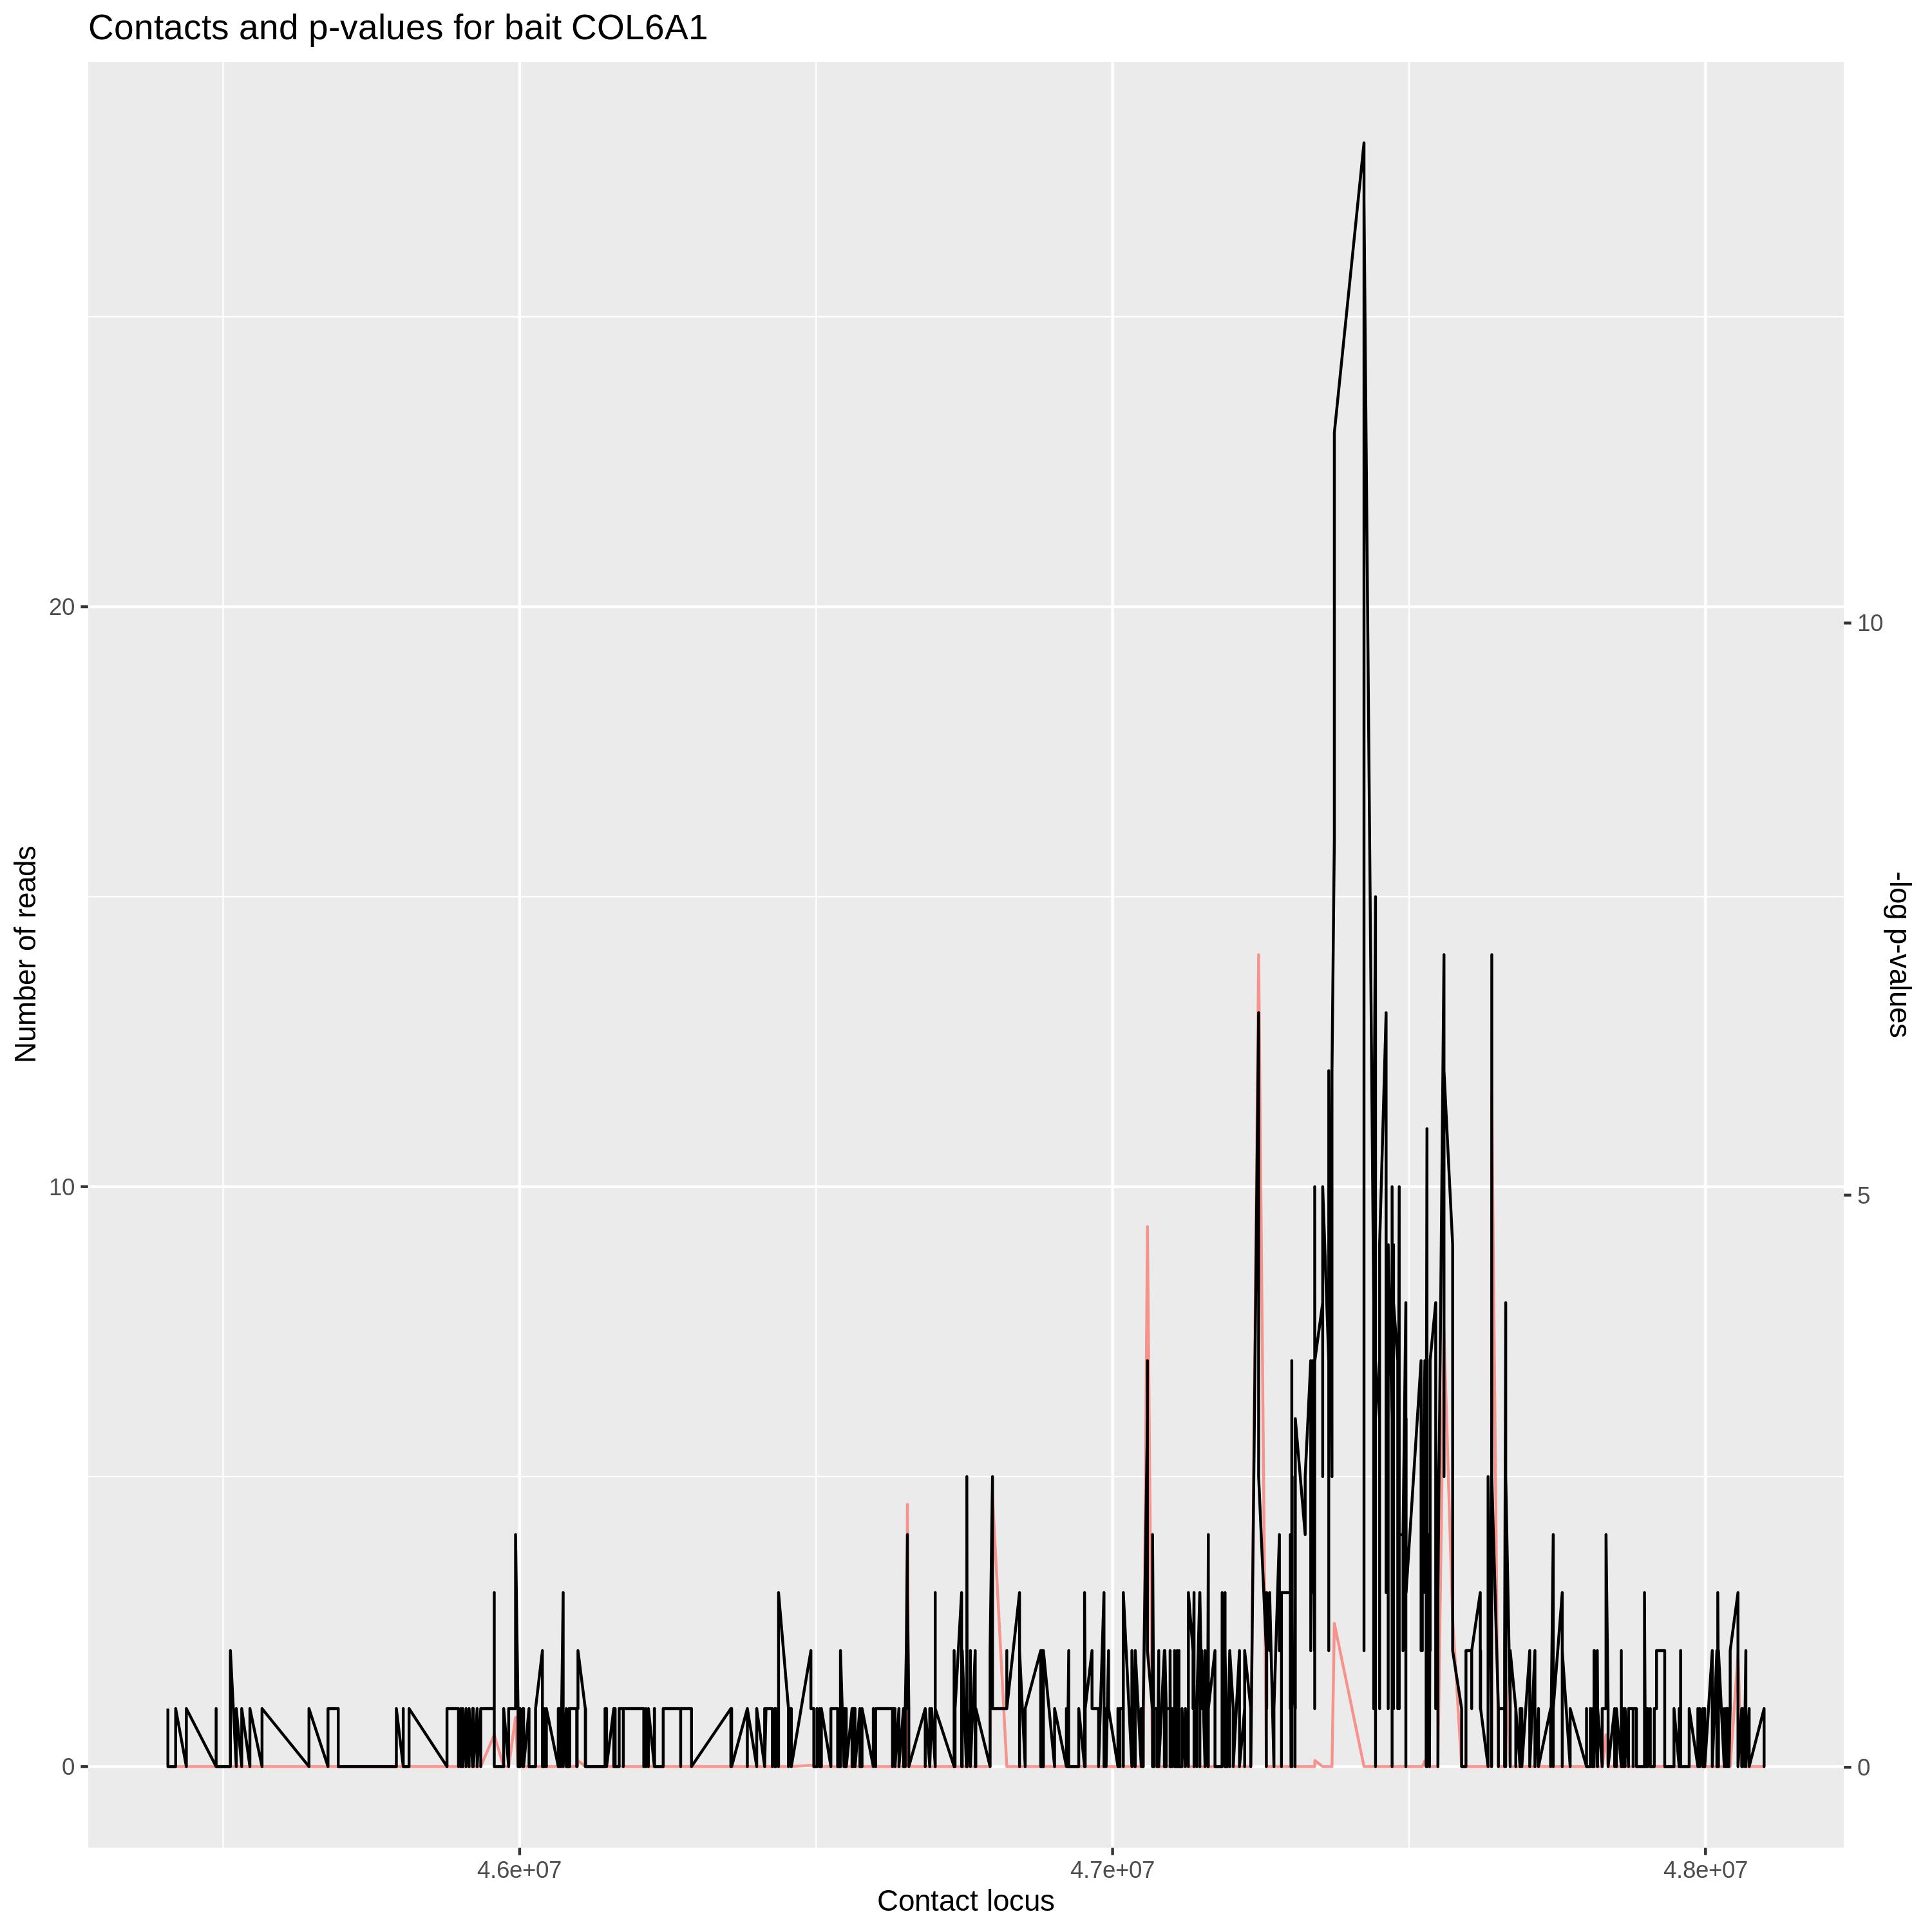 Contacts and p-values for bait COL6A1
Number of reads
20
10
0
10
5
0
-log p-values
4.6e+07
4.7e+07
4.8e+07
Contact locus